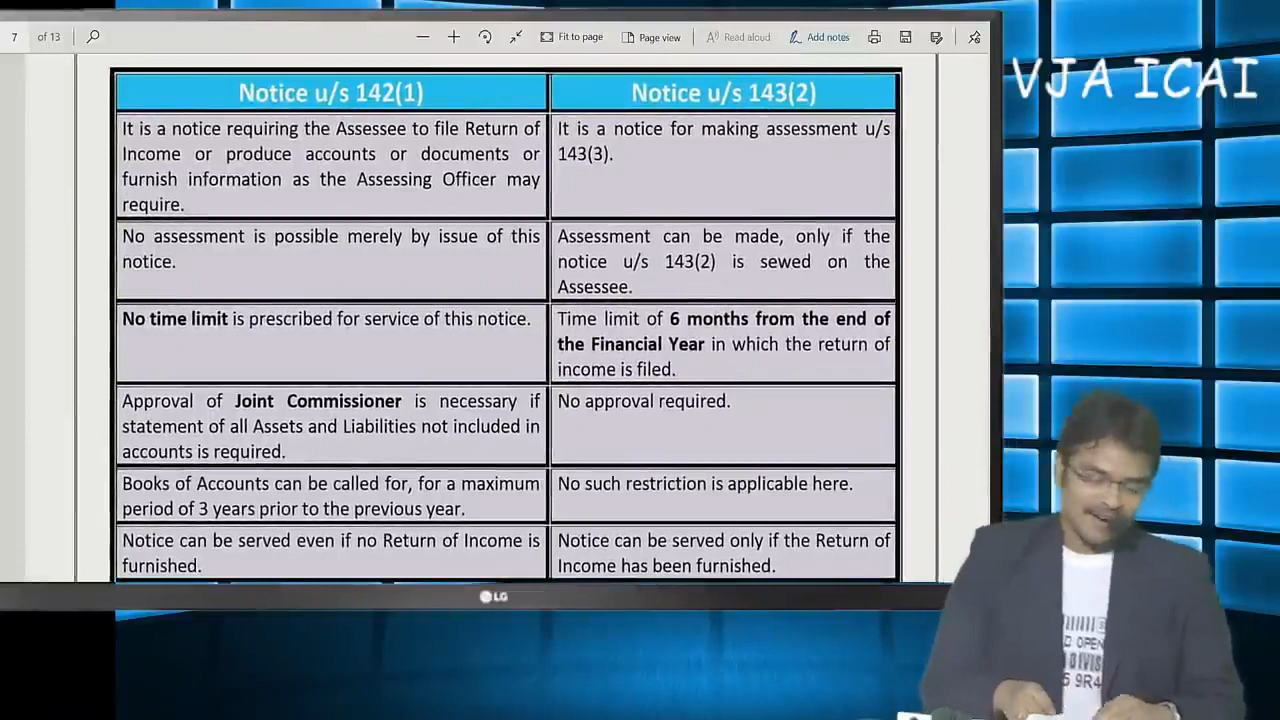 7 of 13 Fit to page Page view Read aloud Add notes
VJA ICAI
Notice u/s 142(1)
Notice u/s 143(2)
It is a notice requiring the Assessee to file Return of
Income or produce accounts or documents or
furnish information as the Assessing Officer may
require.
It is a notice for making assessment u/s
143(3).
No assessment is possible merely by issue of this
notice.
Assessment can be made, only if the
notice u/s 143(2) is sewed on the
Assessee.
No time limit is prescribed for service of this notice.
Time limit of 6 months from the end of
the Financial Year in which the return of
income is filed.
Approval of Joint Commissioner is necessary if
statement of all Assets and Liabilities not included in
accounts is required.
No approval required.
Books of Accounts can be called for, for a maximum
period of 3 years prior to the previous year.
No such restriction is applicable here.
Notice can be served even if no Return of Income is
furnished.
Notice can be served only if the Return of
Income has been furnished.
LG
D OPEN
DIVIS
5 9R4